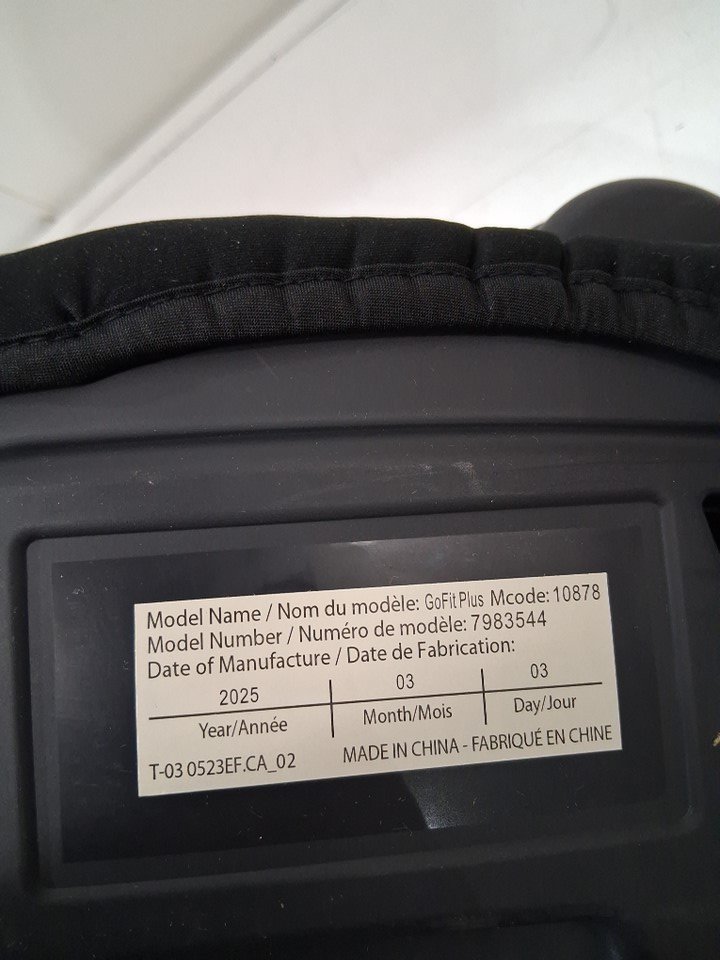 Model Name / Nom du modèle: GoFit Plus Mcode: 10878
Model Number / Numéro de modèle: 7983544
Date of Manufacture / Date de Fabrication:
2025 03 03
Year/Année Month/Mois Day/Jour
T-03 0523EF.CA_02 MADE IN CHINA - FABRIQUÉ EN CHINE